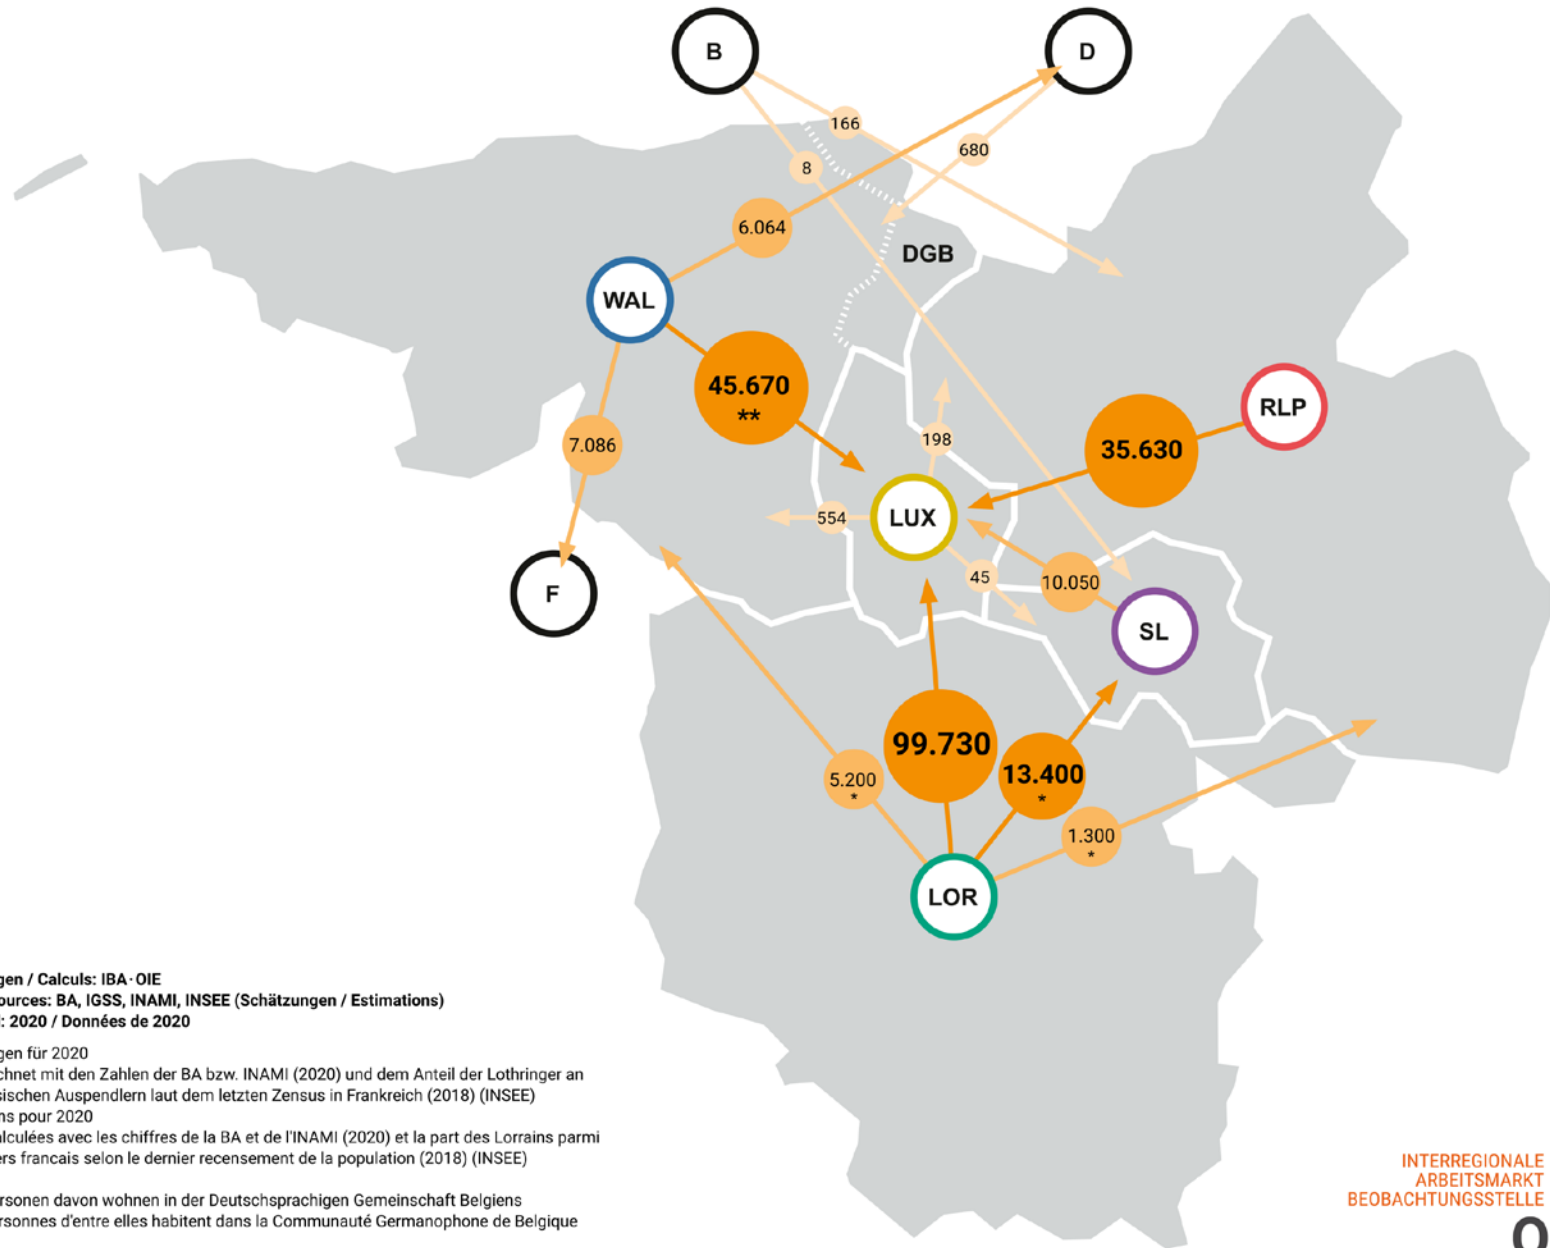 B
D
166
680
8
6.064
DGB
WAL
45.670
**
RLP
7.086
198
35.630
LUX
554
45
10.050
F
SL
99.730
5.200
*
13.400
*
1.300
*
LOR
gen / Calculs: IBA·OIE
ources: BA, IGSS, INAMI, INSEE (Schätzungen / Estimations)
: 2020 / Données de 2020
gen für 2020
chnet mit den Zahlen der BA bzw. INAMI (2020) und dem Anteil der Lothringer an
sischen Auspendlern laut dem letzten Zensus in Frankreich (2018) (INSEE)
ns pour 2020
lculées avec les chiffres de la BA et de l'INAMI (2020) et la part des Lorrains parmi
ers francais selon le dernier recensement de la population (2018) (INSEE)
rsonen davon wohnen in der Deutschsprachigen Gemeinschaft Belgiens
rsonnes d'entre elles habitent dans la Communauté Germanophone de Belgique
INTERREGIONALE
ARBEITSMARKT
BEOBACHTUNGSSTELLE